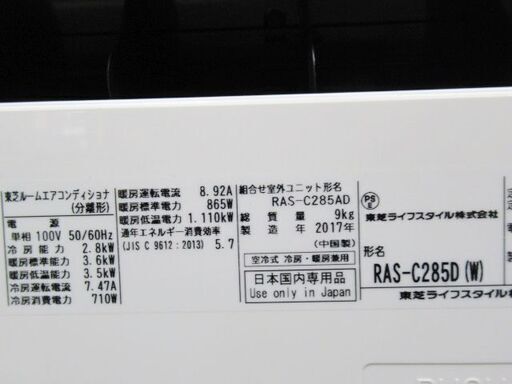 東芝ルームエアコンディショナ
(分離形)
電 源
単相 100V 50/60Hz
冷 房 能 力 2.8kW
暖房標準能力 3.6kW
暖房低温能力 3.5kW
冷房運転電流 7.47A
冷房消費電力 710W
暖房運転電流 8.92A
暖房標準電力 865W
暖房低温電力 1.110kW
通年エネルギー消費効率
(JIS C 9612 : 2013) 5.7
組合せ室外ユニット形名
RAS-C285AD
総 質 量 9kg
製 造 年 2017年
(中国製)
空冷式 冷房・暖房兼用
日本国内専用品
Use only in Japan
PS
E
東芝ライフスタイル株式会社
形名
RAS-C285D(W)
東芝ライフスタイル